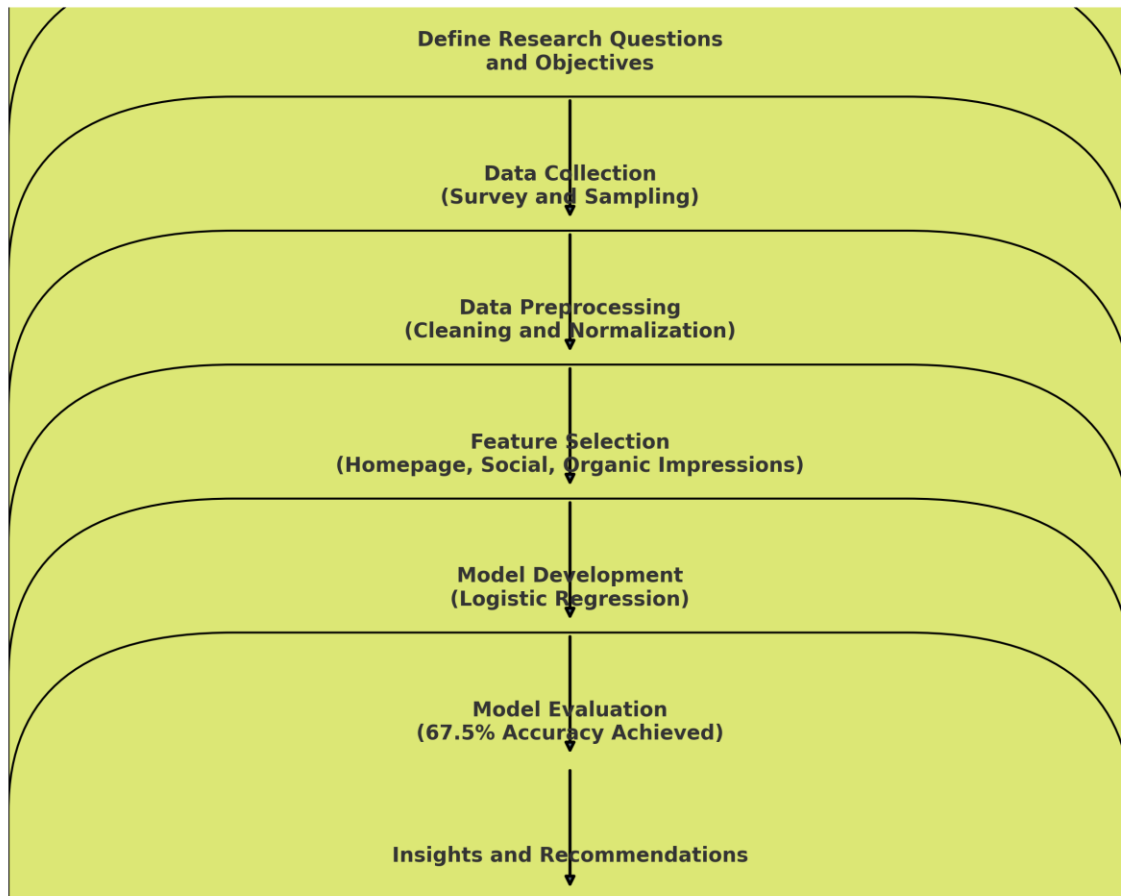 Define Research Questions
and Objectives
Data Collection
(Survey and Sampling)
Data Preprocessing
(Cleaning and Normalization)
Feature Selection
(Homepage, Social, Organic Impressions)
Model Development
(Logistic Regression)
Model Evaluation
(67.5% Accuracy Achieved)
Insights and Recommendations